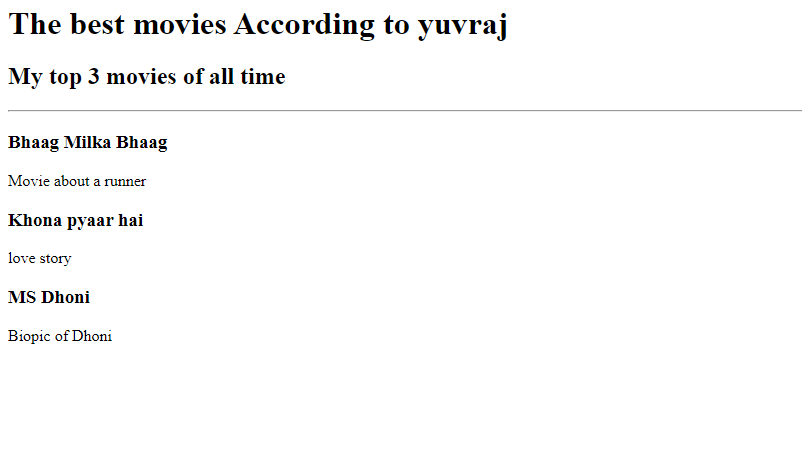 The best movies According to yuvraj
My top 3 movies of all time
Bhaag Milka Bhaag
Movie about a runner
Khona pyaar hai
love story
MS Dhoni
Biopic of Dhoni